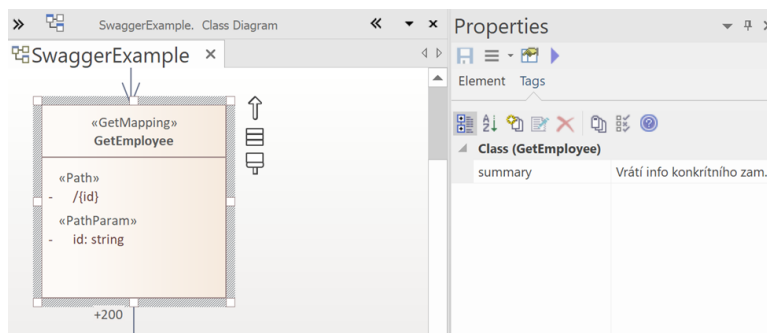 SwaggerExample. Class Diagram
SwaggerExample
«GetMapping»
GetEmployee
«Path»
- /{id}
«PathParam»
- id: string
+200
Properties
Element Tags
Class (GetEmployee)
summary Vrátí info konkrítního zam.